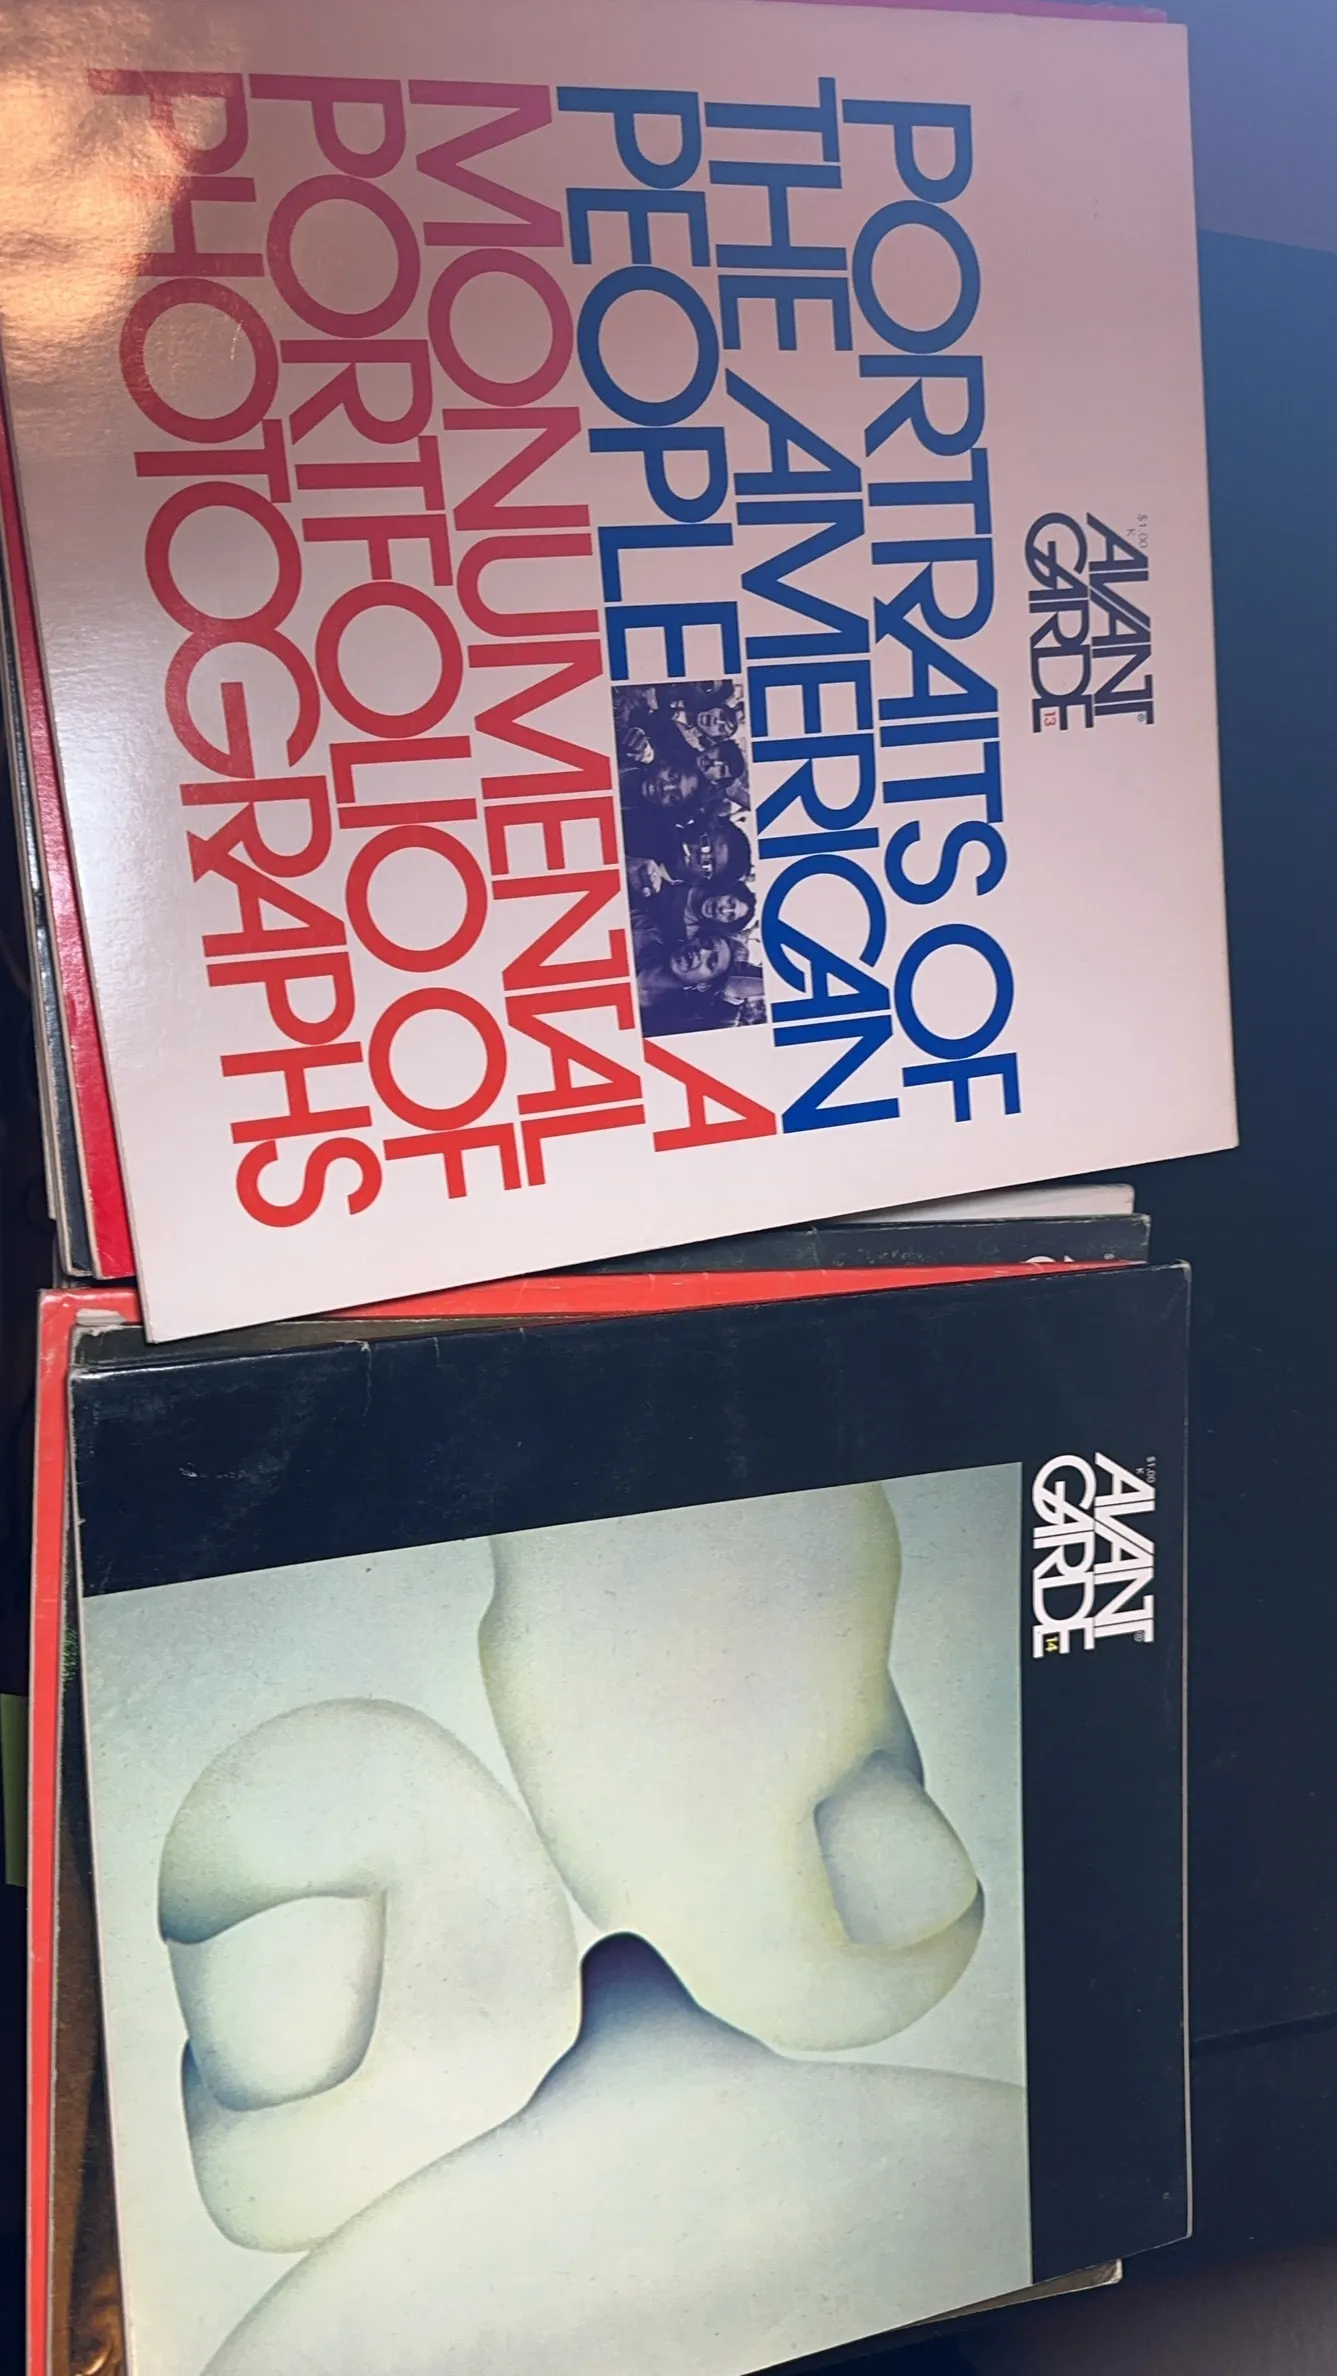 $1.00
K
AVANT®
GARDE 13
PORTRAITS OF
THE AMERICAN
PEOPLE A
MONUMENTAL
PORTFOLIO OF
PHOTOGRAPHS
$1.00
K
AVANT®
GARDE 14